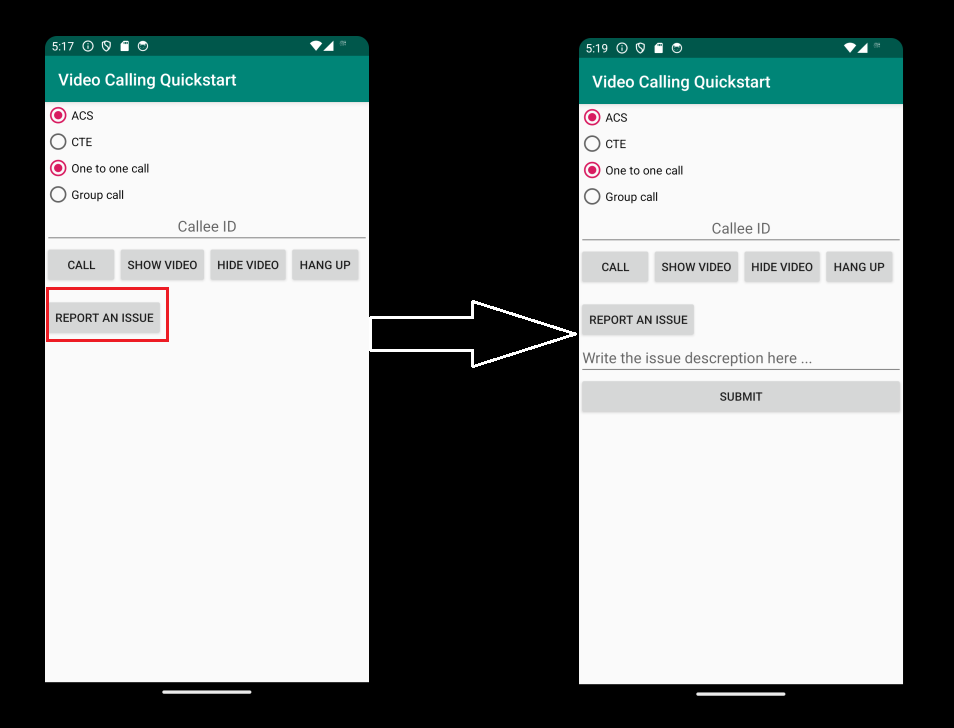 5:17
Video Calling Quickstart
ACS
CTE
One to one call
Group call
Callee ID
CALL SHOW VIDEO HIDE VIDEO HANG UP
REPORT AN ISSUE
5:19
Video Calling Quickstart
ACS
CTE
One to one call
Group call
Callee ID
CALL SHOW VIDEO HIDE VIDEO HANG UP
REPORT AN ISSUE
Write the issue descreption here ...
SUBMIT